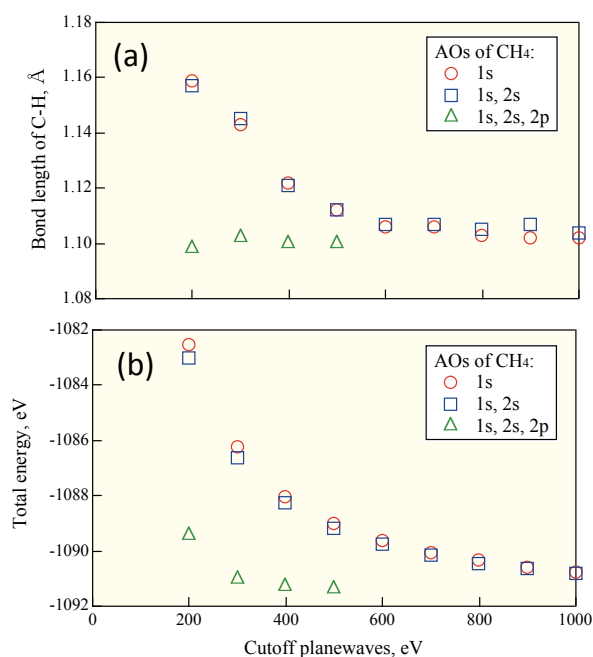 (a)
AOs of CH4:
1s
1s, 2s
1s, 2s, 2p
Bond length of C-H, Å
1.18
1.16
1.14
1.12
1.10
1.08
(b)
AOs of CH4:
1s
1s, 2s
1s, 2s, 2p
Total energy, eV
-1082
-1084
-1086
-1088
-1090
-1092
0 200 400 600 800 1000
Cutoff planewaves, eV